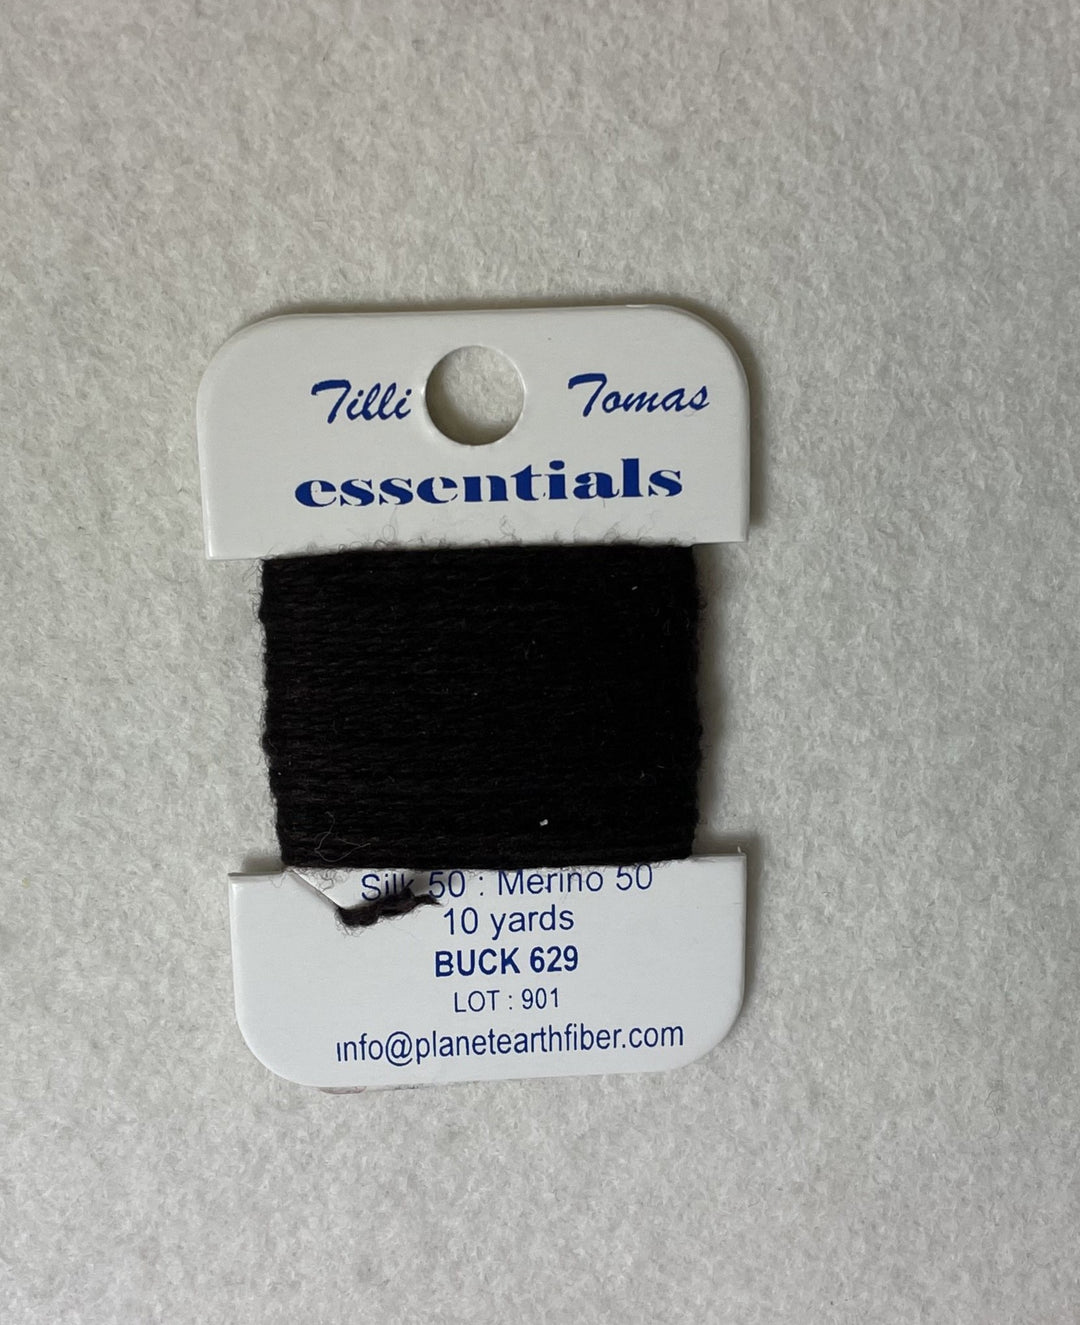 Tilli Tomas
essentials
Silk 50 : Merino 50
10 yards
BUCK 629
LOT : 901
info@planetearthfiber.com